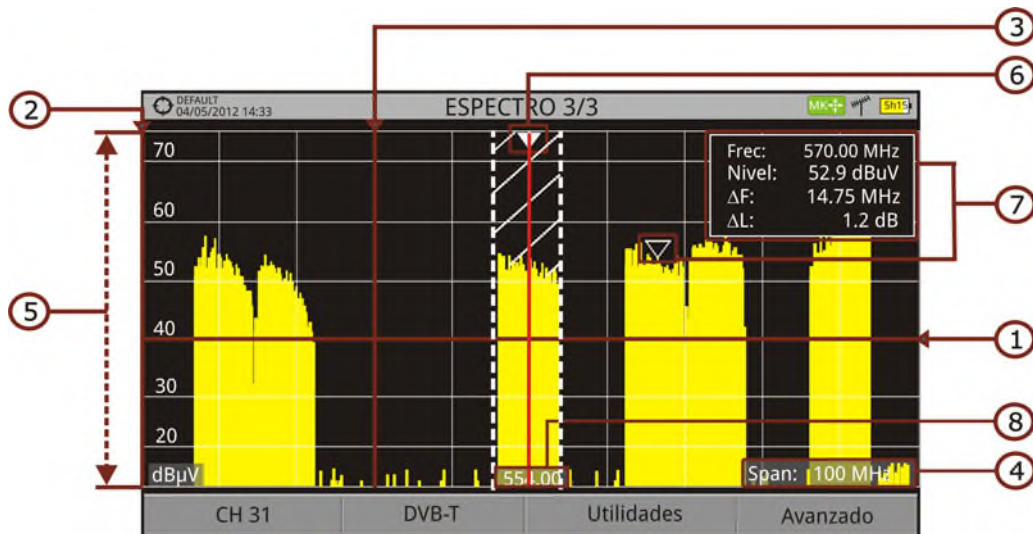 3
6
2
DEFAULT
04/05/2012 14:33
ESPECTRO 3/3
MK
5h15
70
Frec: 570.00 MHz
Nivel: 52.9 dBuV
ΔF: 14.75 MHz
ΔL: 1.2 dB
7
60
50
5
40
1
30
8
20
dBµV
554.00
Span: 100 MHz
4
CH 31
DVB-T
Utilidades
Avanzado